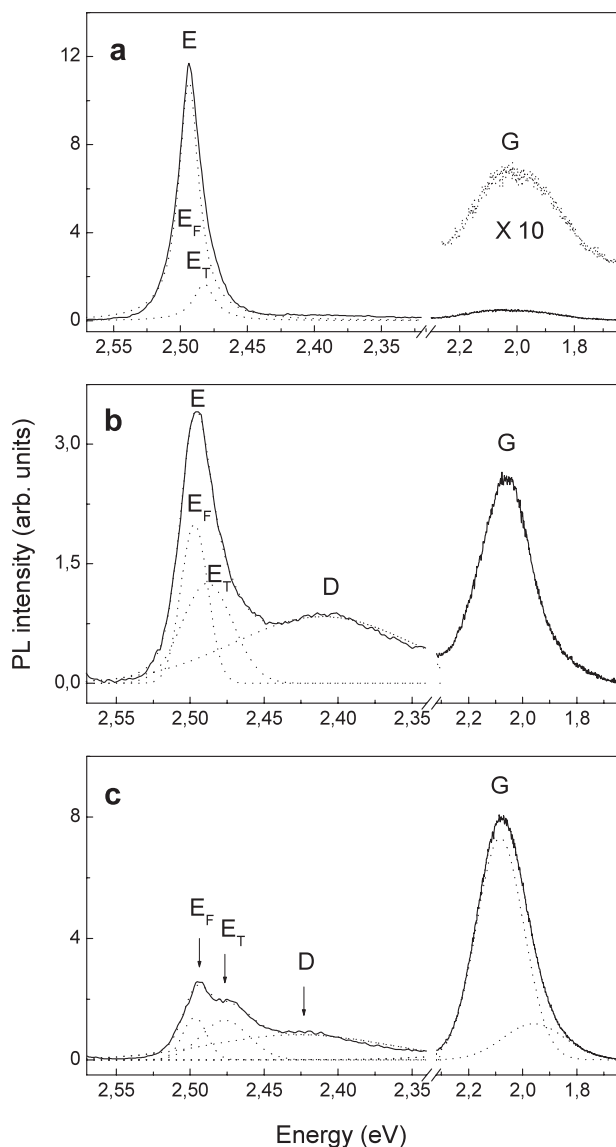 a
E
E_F
E_T
G
X 10
12
8
4
0
2,55 2,50 2,45 2,40 2,35 2,2 2,0 1,8
b
E
E_F
E_T
D
G
3,0
1,5
0,0
2,55 2,50 2,45 2,40 2,35 2,2 2,0 1,8
PL intensity (arb. units)
c
E_F
E_T
D
G
8
4
0
2,55 2,50 2,45 2,40 2,35 2,2 2,0 1,8
Energy (eV)